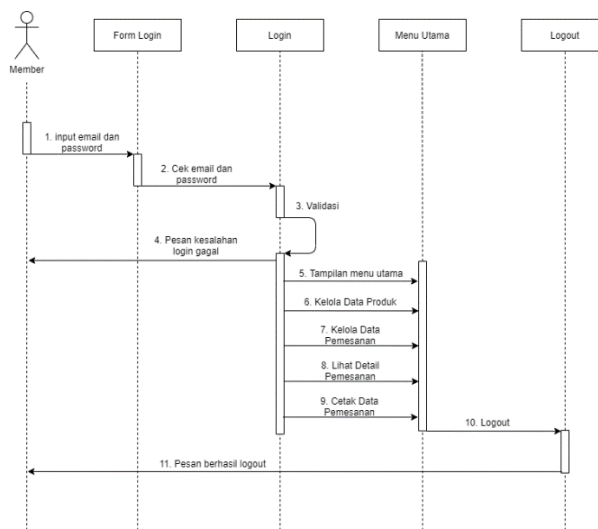 Form Login
Login
Menu Utama
Logout
Member
1. input email dan
password
2. Cek email dan
password
3. Validasi
4. Pesan kesalahan
login gagal
5. Tampilan menu utama
6. Kelola Data Produk
7. Kelola Data
Pemesanan
8. Lihat Detail
Pemesanan
9. Cetak Data
Pemesanan
10. Logout
11. Pesan berhasil logout